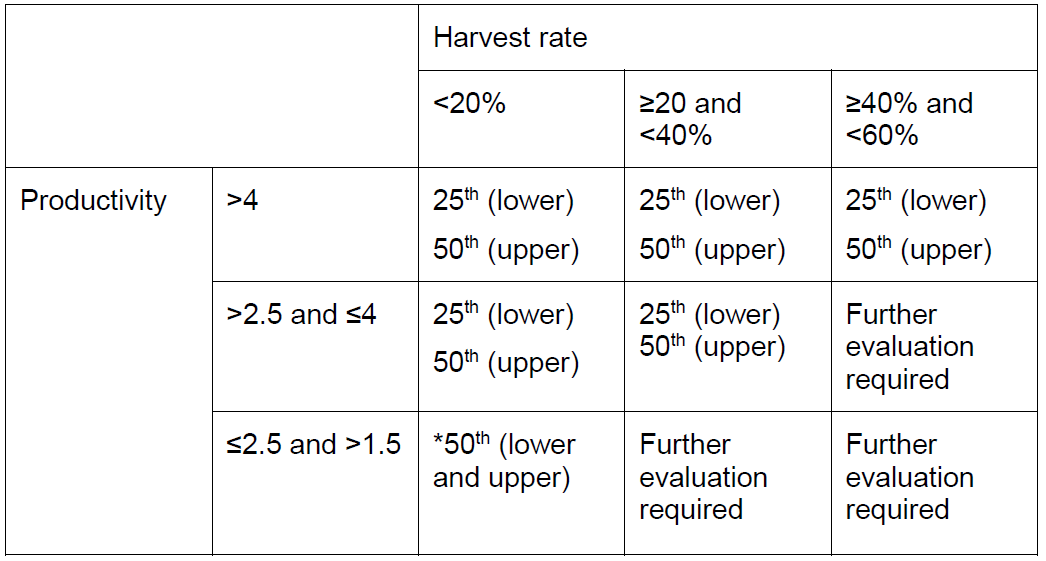 Harvest rate
<20%
≥20 and
<40%
≥40% and
<60%
Productivity
>4
25th (lower)
50th (upper)
25th (lower)
50th (upper)
25th (lower)
50th (upper)
>2.5 and ≤4
25th (lower)
50th (upper)
25th (lower)
50th (upper)
Further
evaluation
required
≤2.5 and >1.5
*50th (lower
and upper)
Further
evaluation
required
Further
evaluation
required